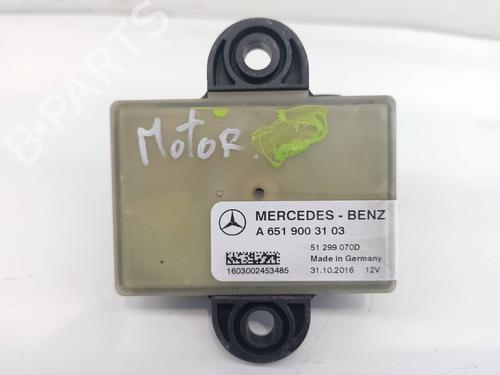 B-PARTS
Motor.
MERCEDES - BENZ
A 651 900 31 03
51 299 070D
Made in Germany
1603002453485 31.10.2016 12V